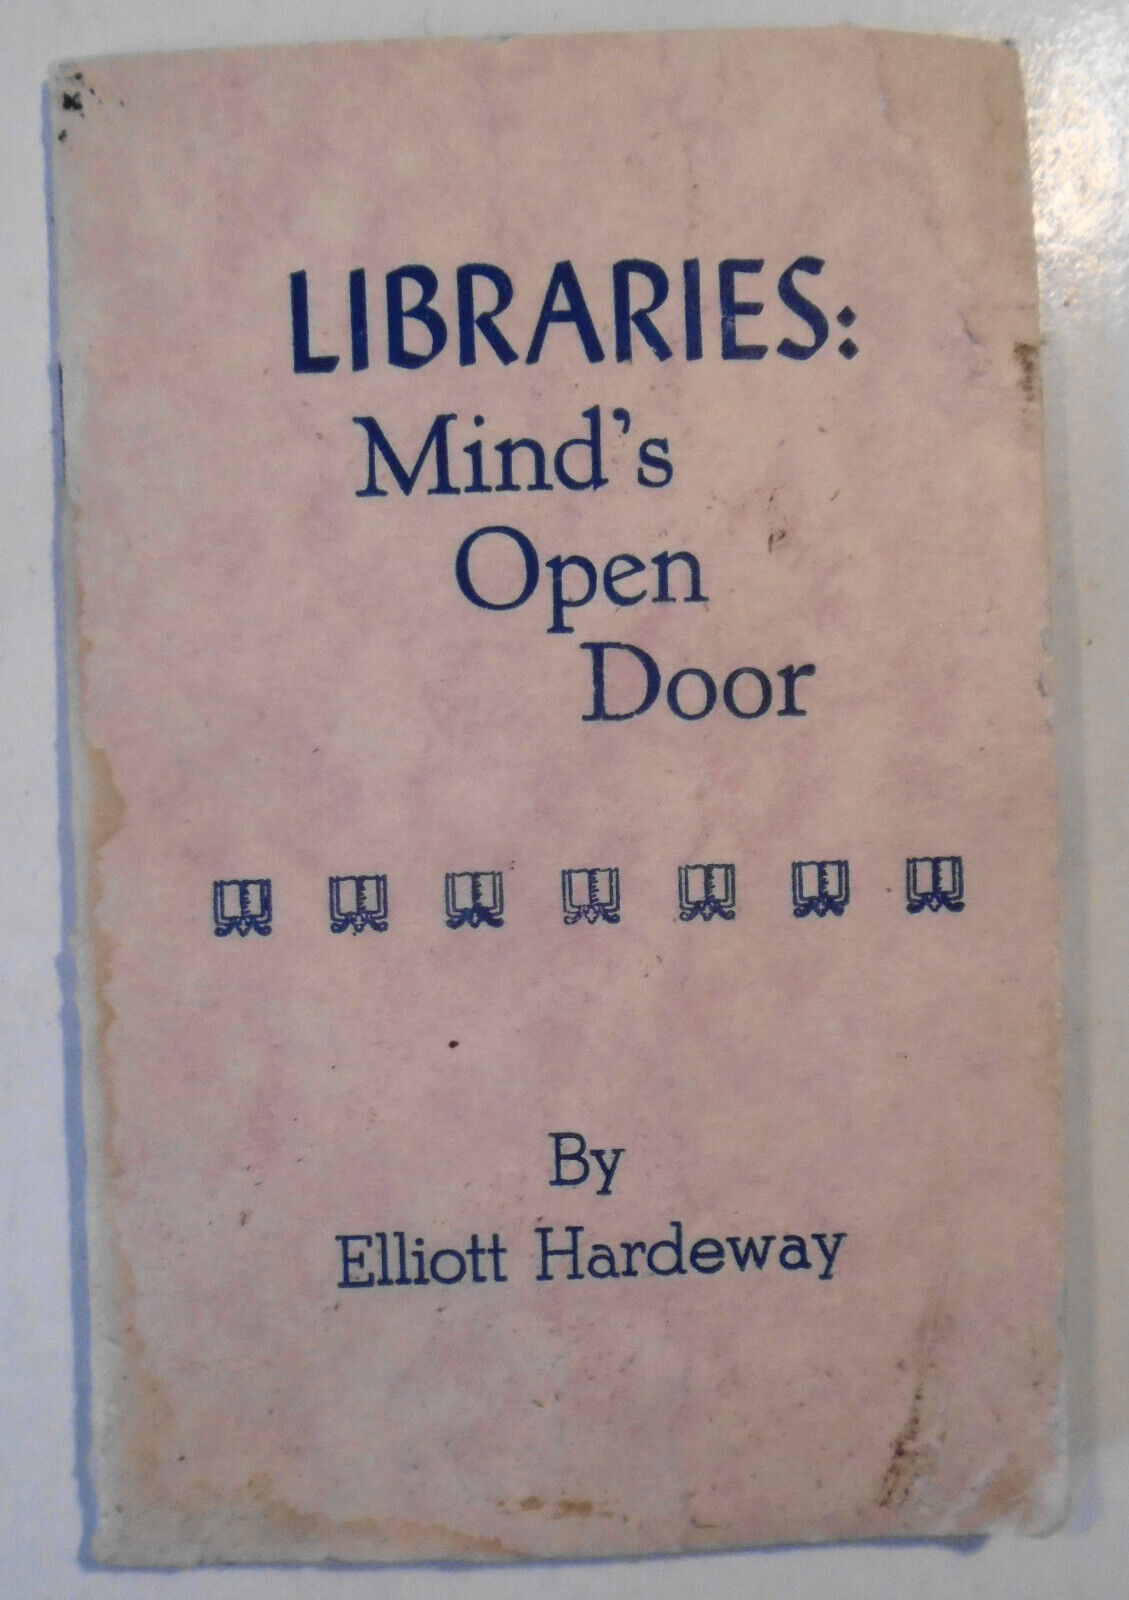 LIBRARIES:
Mind's
Open
Door
By
Elliott Hardeway